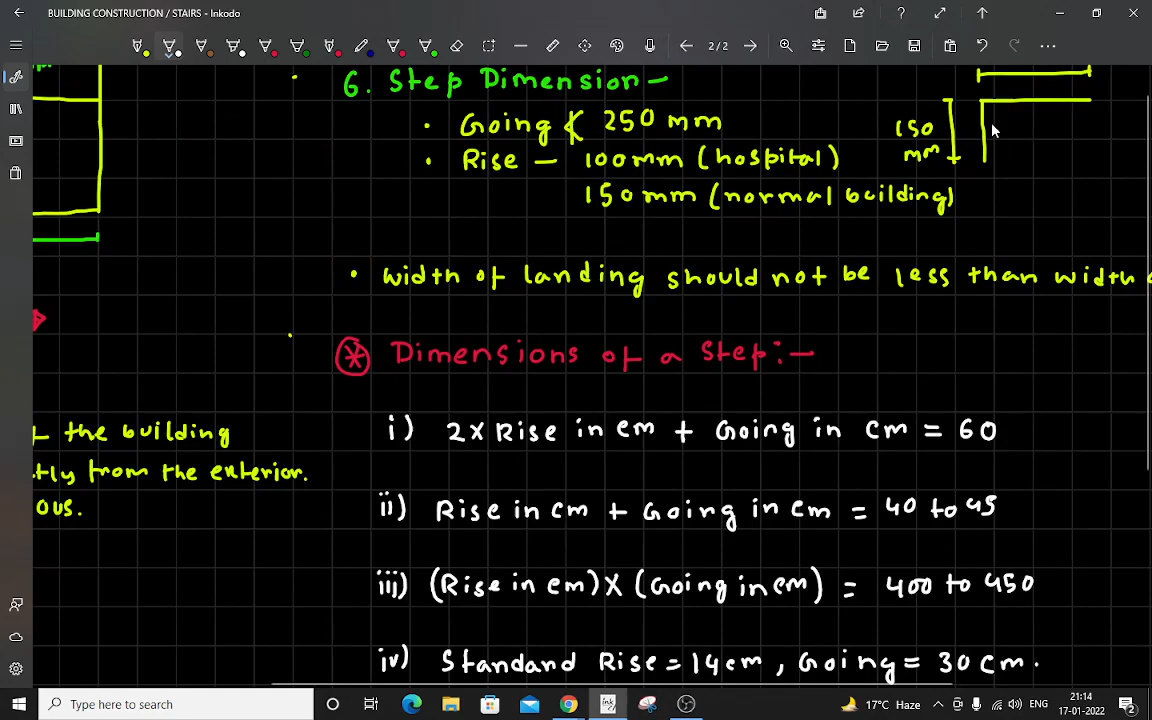 BUILDING CONSTRUCTION / STAIRS - Inkodo
2/2
6. Step Dimension -
• Going ≮ 250 mm
• Rise - 100mm (hospital)
150mm (normal building)
150
mm
• width of landing should not be less than width
⊛ Dimensions of a Step:-
the building
from the exterior.
ous.
i) 2 x Rise in cm + Going in cm = 60
ii) Rise in cm + Going in cm = 40 to 45
iii) (Rise in cm) X (Going in cm) = 400 to 450
iv) Standard Rise = 14cm, Going = 30 cm.
Type here to search
17°C Haze
ENG
21:14
17-01-2022
2